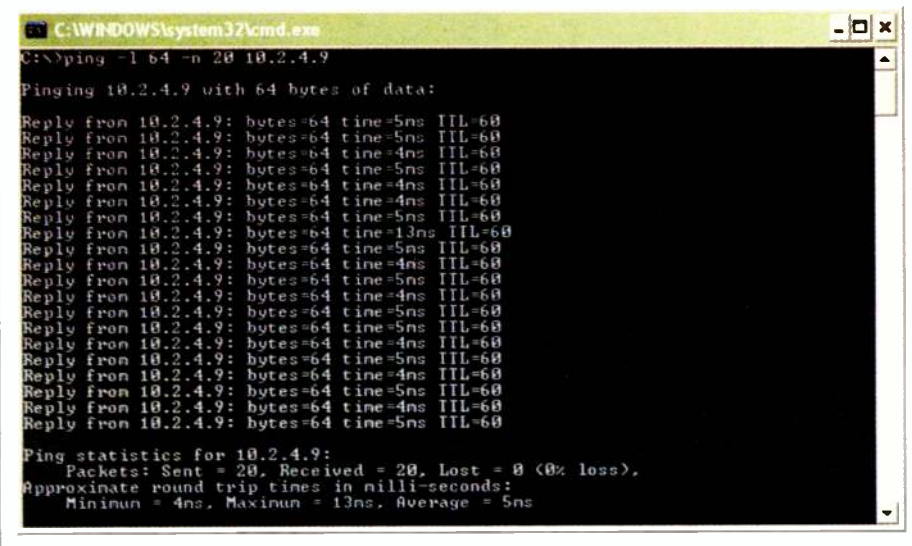 C:\WINDOWS\system32\cmd.exe
C:\>ping -l 64 -n 20 10.2.4.9
Pinging 10.2.4.9 with 64 bytes of data:
Reply from 10.2.4.9: bytes=64 time=5ms TTL=60
Reply from 10.2.4.9: bytes=64 time=5ms TTL=60
Reply from 10.2.4.9: bytes=64 time=4ms TTL=60
Reply from 10.2.4.9: bytes=64 time=5ms TTL=60
Reply from 10.2.4.9: bytes=64 time=4ms TTL=60
Reply from 10.2.4.9: bytes=64 time=4ms TTL=60
Reply from 10.2.4.9: bytes=64 time=5ms TTL=60
Reply from 10.2.4.9: bytes=64 time=13ms TTL=60
Reply from 10.2.4.9: bytes=64 time=5ms TTL=60
Reply from 10.2.4.9: bytes=64 time=4ms TTL=60
Reply from 10.2.4.9: bytes=64 time=5ms TTL=60
Reply from 10.2.4.9: bytes=64 time=4ms TTL=60
Reply from 10.2.4.9: bytes=64 time=5ms TTL=60
Reply from 10.2.4.9: bytes=64 time=5ms TTL=60
Reply from 10.2.4.9: bytes=64 time=4ms TTL=60
Reply from 10.2.4.9: bytes=64 time=5ms TTL=60
Reply from 10.2.4.9: bytes=64 time=4ms TTL=60
Reply from 10.2.4.9: bytes=64 time=5ms TTL=60
Reply from 10.2.4.9: bytes=64 time=4ms TTL=60
Reply from 10.2.4.9: bytes=64 time=5ms TTL=60
Ping statistics for 10.2.4.9:
Packets: Sent = 20, Received = 20, Lost = 0 (0% loss),
Approximate round trip times in milli-seconds:
Minimum = 4ms, Maximum = 13ms, Average = 5ms